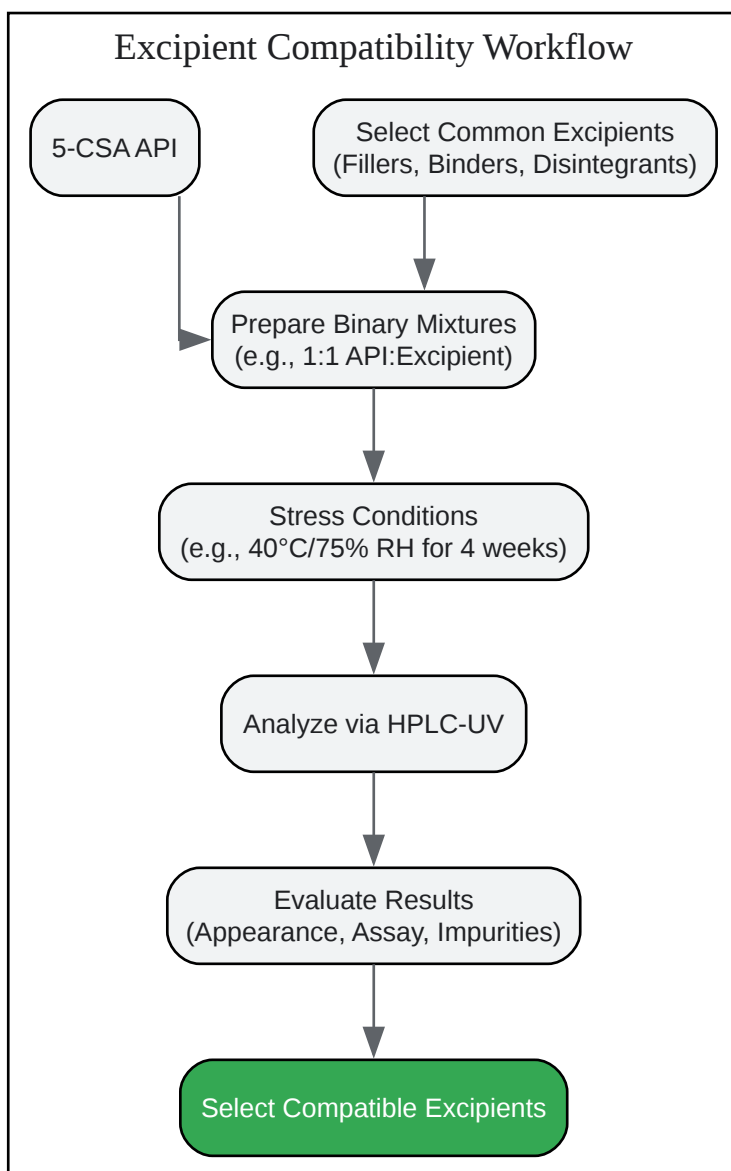 Excipient Compatibility Workflow
5-CSA API
Select Common Excipients
(Fillers, Binders, Disintegrants)
Prepare Binary Mixtures
(e.g., 1:1 API:Excipient)
Stress Conditions
(e.g., 40°C/75% RH for 4 weeks)
Analyze via HPLC-UV
Evaluate Results
(Appearance, Assay, Impurities)
Select Compatible Excipients